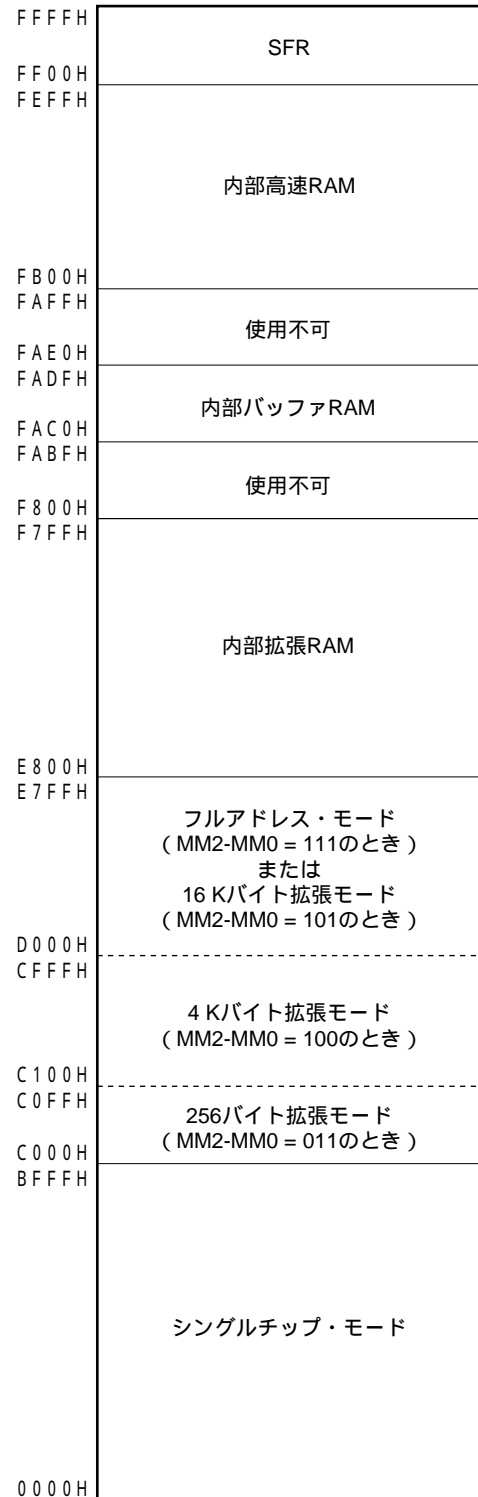 FFFFH
SFR
FF00H
FEFFH
内部高速RAM
FB00H
FAFFH
使用不可
FAE0H
FADFH
内部バッファRAM
FAC0H
FABFH
使用不可
F800H
F7FFH
内部拡張RAM
E800H
E7FFH
フルアドレス・モード
（MM2-MM0 = 111のとき）
または
16 Kバイト拡張モード
（MM2-MM0 = 101のとき）
D000H
CFFFH
4 Kバイト拡張モード
（MM2-MM0 = 100のとき）
C100H
C0FFH
256バイト拡張モード
（MM2-MM0 = 011のとき）
C000H
BFFFH
シングルチップ・モード
0000H